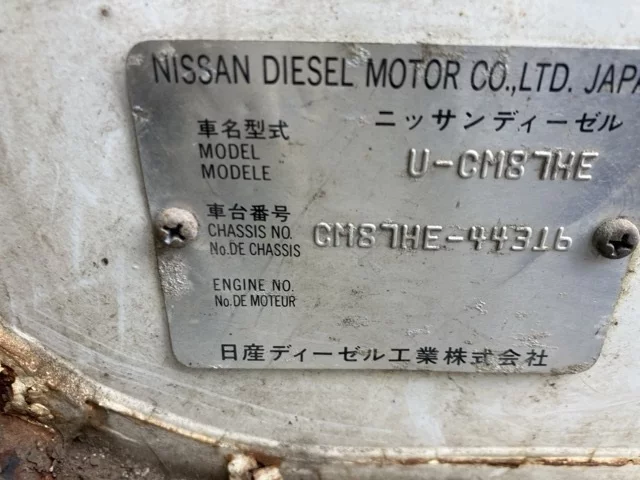 NISSAN DIESEL MOTOR CO.,LTD. JAPA
車名型式 ニッサンディーゼル
MODEL
MODELE U-CM87HE
車台番号
CHASSIS NO. CM87HE-44316
No.DE CHASSIS
ENGINE NO.
No.DE MOTEUR
日産ディーゼル工業株式会社